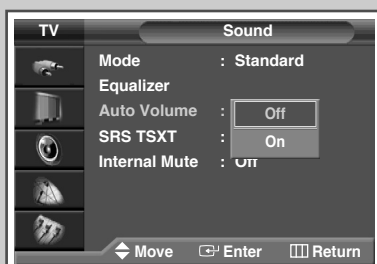 TV Sound
Mode : Standard
Equalizer
Auto Volume : Off
SRS TSXT : On
Internal Mute : Off
Move Enter Return